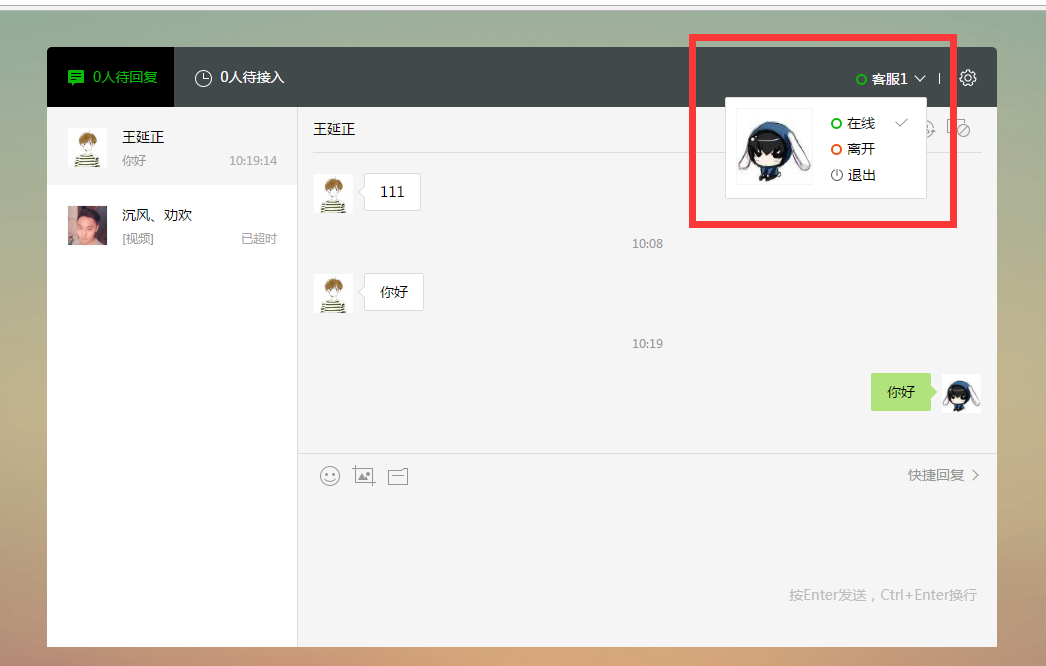 0人待回复
0人待接入
客服1
在线
离开
退出
王延正
你好
10:19:14
沉风、劝欢
[视频]
已超时
王延正
111
10:08
你好
10:19
你好
快捷回复
按Enter发送，Ctrl+Enter换行